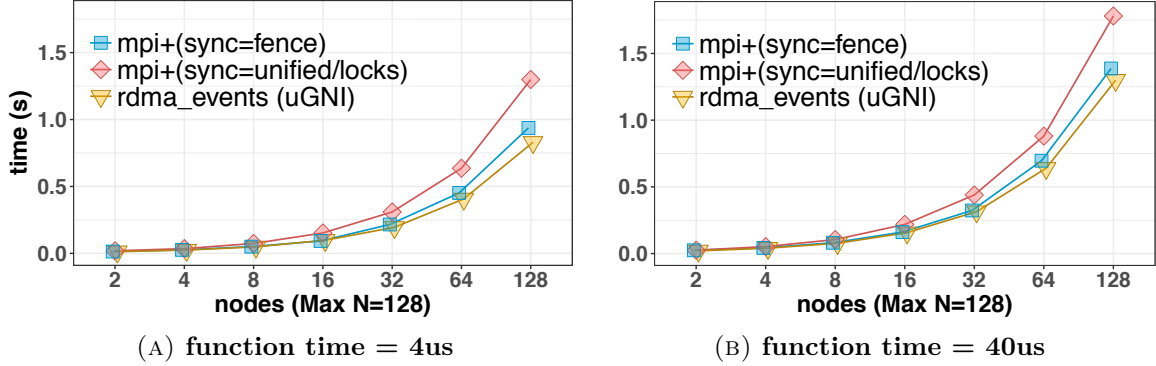 time (s)
1.5
1.0
0.5
0.0
mpi+(sync=fence)
mpi+(sync=unified/locks)
rdma_events (uGNI)
2 4 8 16 32 64 128
nodes (Max N=128)
(A) function time = 4us
1.5
1.0
0.5
0.0
mpi+(sync=fence)
mpi+(sync=unified/locks)
rdma_events (uGNI)
2 4 8 16 32 64 128
nodes (Max N=128)
(B) function time = 40us